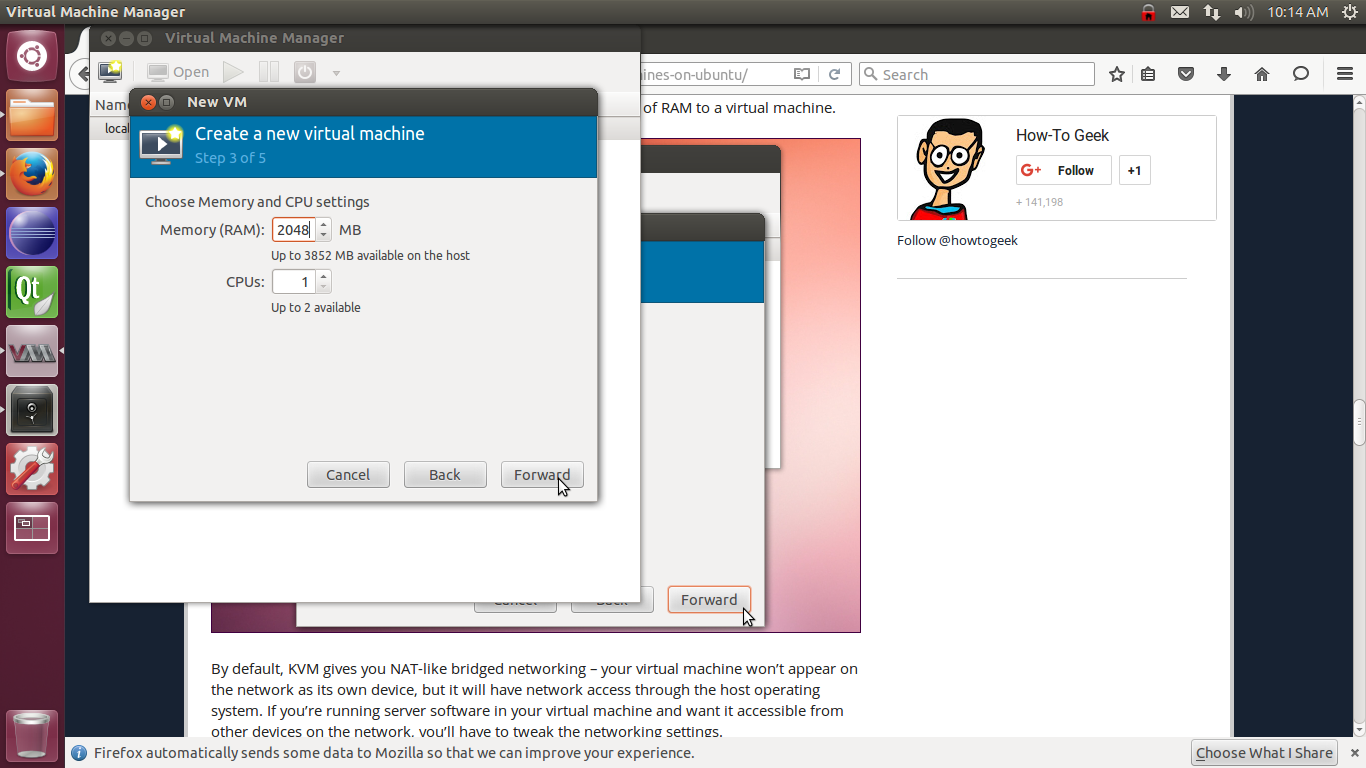 Virtual Machine Manager
10:14 AM
Virtual Machine Manager
Open
nines-on-ubuntu/
Search
Name
local
of RAM to a virtual machine.
New VM
Create a new virtual machine
Step 3 of 5
Choose Memory and CPU settings
Memory (RAM): 2048 MB
Up to 3852 MB available on the host
CPUs: 1
Up to 2 available
Cancel Back Forward
How-To Geek
G+ Follow +1
+ 141,198
Follow @howtogeek
Cancel Back Forward
By default, KVM gives you NAT-like bridged networking – your virtual machine won’t appear on
the network as its own device, but it will have network access through the host operating
system. If you’re running server software in your virtual machine and want it accessible from
other devices on the network, you’ll have to tweak the networking settings.
Firefox automatically sends some data to Mozilla so that we can improve your experience.
Choose What I Share
Qt
VMM